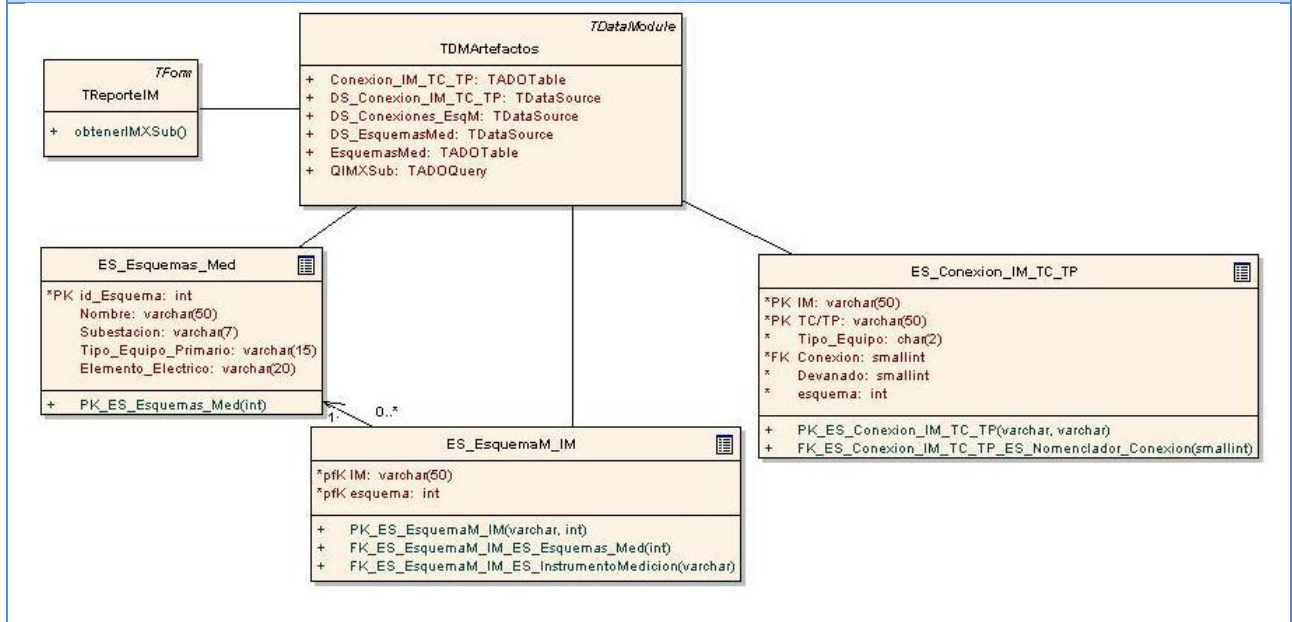 TForm
TReporteIM
+ obtenerIMXSub()
TDataModule
TDMArtefactos
+ Conexion_IM_TC_TP: TADOTable
+ DS_Conexion_IM_TC_TP: TDataSource
+ DS_Conexiones_EsqM: TDataSource
+ DS_EsquemasMed: TDataSource
+ EsquemasMed: TADOTable
+ QIMXSub: TADOQuery
ES_Esquemas_Med
*PK id_Esquema: int
Nombre: varchar(50)
Subestacion: varchar(7)
Tipo_Equipo_Primario: varchar(15)
Elemento_Electrico: varchar(20)
+ PK_ES_Esquemas_Med(int)
1.
0..*
ES_EsquemaM_IM
*pfK IM: varchar(50)
*pfK esquema: int
+ PK_ES_EsquemaM_IM(varchar, int)
+ FK_ES_EsquemaM_IM_ES_Esquemas_Med(int)
+ FK_ES_EsquemaM_IM_ES_InstrumentoMedicion(varchar)
ES_Conexion_IM_TC_TP
*PK IM: varchar(50)
*PK TC/TP: varchar(50)
* Tipo_Equipo: char(2)
*FK Conexion: smallint
* Devanado: smallint
* esquema: int
+ PK_ES_Conexion_IM_TC_TP(varchar, varchar)
+ FK_ES_Conexion_IM_TC_TP_ES_Nomenclador_Conexion(smallint)